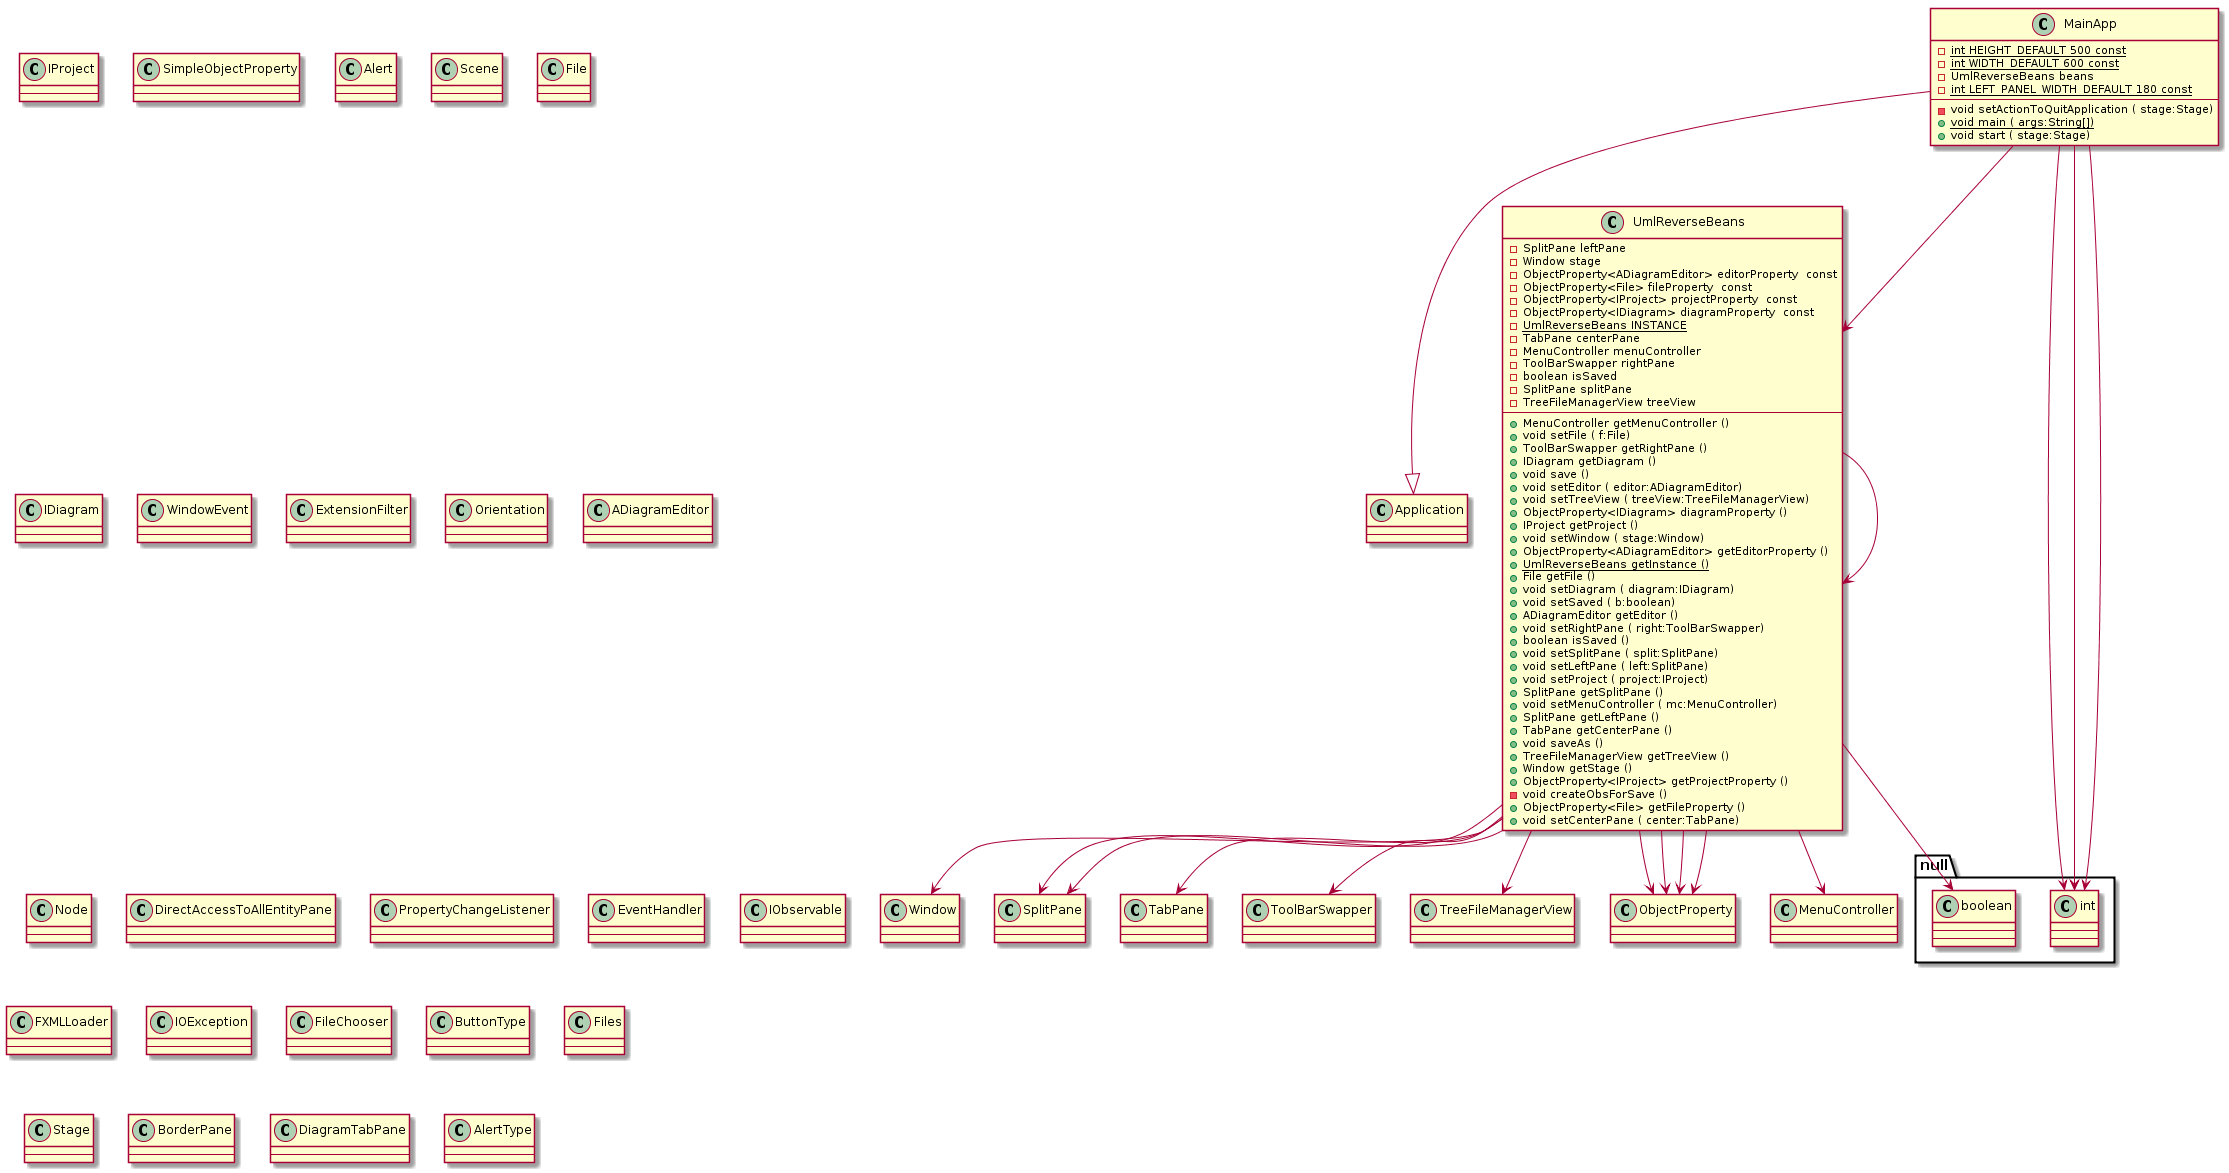 C MainApp
int HEIGHT_DEFAULT 500 const
int WIDTH_DEFAULT 600 const
UmlReverseBeans beans
int LEFT_PANEL_WIDTH_DEFAULT 180 const
void setActionToQuitApplication ( stage:Stage)
void main ( args:String[])
void start ( stage:Stage)
C IProject
C SimpleObjectProperty
C Alert
C Scene
C File
C UmlReverseBeans
SplitPane leftPane
Window stage
ObjectProperty<ADiagramEditor> editorProperty  const
ObjectProperty<File> fileProperty  const
ObjectProperty<IProject> projectProperty  const
ObjectProperty<IDiagram> diagramProperty  const
UmlReverseBeans INSTANCE
TabPane centerPane
MenuController menuController
ToolBarSwapper rightPane
boolean isSaved
SplitPane splitPane
TreeFileManagerView treeView
MenuController getMenuController ()
void setFile ( f:File)
ToolBarSwapper getRightPane ()
IDiagram getDiagram ()
void save ()
void setEditor ( editor:ADiagramEditor)
void setTreeView ( treeView:TreeFileManagerView)
ObjectProperty<IDiagram> diagramProperty ()
IProject getProject ()
void setWindow ( stage:Window)
ObjectProperty<ADiagramEditor> getEditorProperty ()
UmlReverseBeans getInstance ()
File getFile ()
void setDiagram ( diagram:IDiagram)
void setSaved ( b:boolean)
ADiagramEditor getEditor ()
void setRightPane ( right:ToolBarSwapper)
boolean isSaved ()
void setSplitPane ( split:SplitPane)
void setLeftPane ( left:SplitPane)
void setProject ( project:IProject)
SplitPane getSplitPane ()
void setMenuController ( mc:MenuController)
SplitPane getLeftPane ()
TabPane getCenterPane ()
void saveAs ()
TreeFileManagerView getTreeView ()
Window getStage ()
ObjectProperty<IProject> getProjectProperty ()
void createObsForSave ()
ObjectProperty<File> getFileProperty ()
void setCenterPane ( center:TabPane)
C IDiagram
C WindowEvent
C ExtensionFilter
C Orientation
C ADiagramEditor
C Application
null
C Node
C DirectAccessToAllEntityPane
C PropertyChangeListener
C EventHandler
C IObservable
C Window
C SplitPane
C TabPane
C ToolBarSwapper
C TreeFileManagerView
C ObjectProperty
C MenuController
C boolean
C int
C FXMLLoader
C IOException
C FileChooser
C ButtonType
C Files
C Stage
C BorderPane
C DiagramTabPane
C AlertType